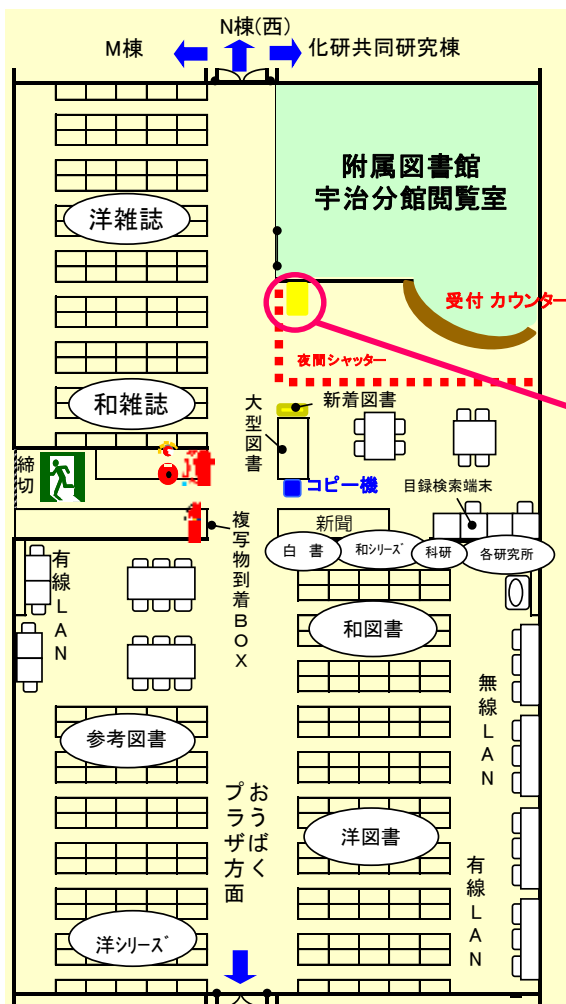 N棟(西)
M棟
化研共同研究棟
附属図書館
宇治分館閲覧室
洋雑誌
受付 カウンター
夜間シャッター
和雑誌
新着図書
大型図書
締切
コピー機
目録検索端末
新聞
複写物到着BOX
白 書
和シリーズ
科研
各研究所
有線LAN
和図書
無線LAN
参考図書
おうばく
プラザ方面
洋図書
有線LAN
洋シリーズ